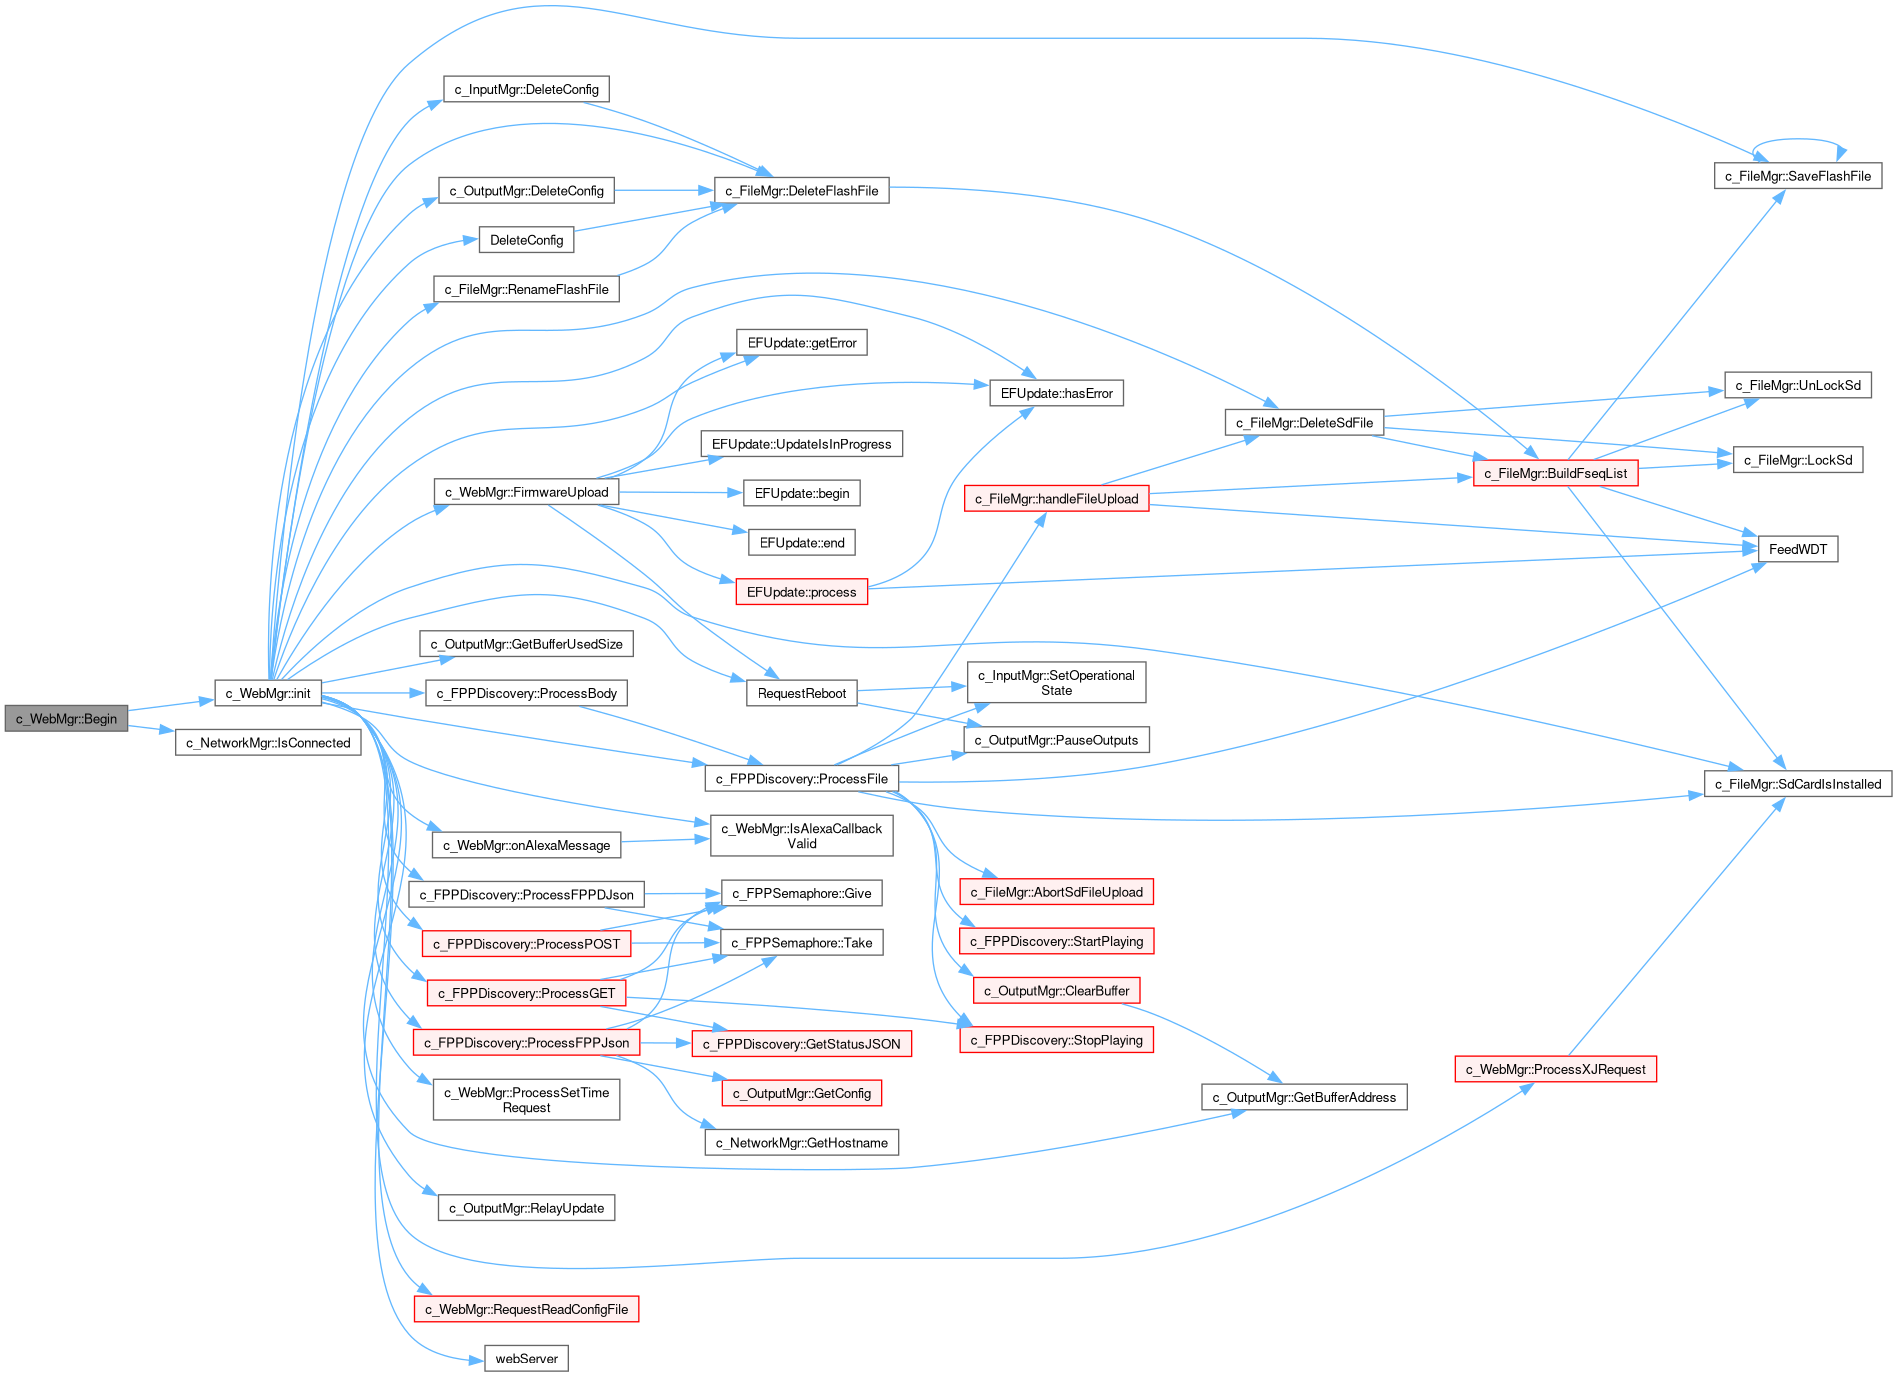 c_WebMgr::Begin
c_WebMgr::init
c_NetworkMgr::IsConnected
c_InputMgr::DeleteConfig
c_OutputMgr::DeleteConfig
DeleteConfig
c_FileMgr::RenameFlashFile
c_WebMgr::FirmwareUpload
c_OutputMgr::GetBufferUsedSize
c_FPPDiscovery::ProcessBody
c_WebMgr::onAlexaMessage
c_FPPDiscovery::ProcessFPPDJson
c_FPPDiscovery::ProcessPOST
c_FPPDiscovery::ProcessGET
c_FPPDiscovery::ProcessFPPJson
c_WebMgr::ProcessSetTime
Request
c_OutputMgr::RelayUpdate
c_WebMgr::RequestReadConfigFile
webServer
c_FileMgr::DeleteFlashFile
EFUpdate::getError
EFUpdate::UpdateIsInProgress
EFUpdate::begin
EFUpdate::end
EFUpdate::process
RequestReboot
c_FPPDiscovery::ProcessFile
c_WebMgr::IsAlexaCallback
Valid
c_FPPSemaphore::Give
c_FPPSemaphore::Take
c_FPPDiscovery::GetStatusJSON
c_OutputMgr::GetConfig
c_NetworkMgr::GetHostname
EFUpdate::hasError
c_FileMgr::handleFileUpload
c_InputMgr::SetOperational
State
c_OutputMgr::PauseOutputs
c_FileMgr::AbortSdFileUpload
c_FPPDiscovery::StartPlaying
c_OutputMgr::ClearBuffer
c_FPPDiscovery::StopPlaying
c_FileMgr::DeleteSdFile
c_OutputMgr::GetBufferAddress
c_FileMgr::BuildFseqList
c_WebMgr::ProcessXJRequest
c_FileMgr::SaveFlashFile
c_FileMgr::UnLockSd
c_FileMgr::LockSd
FeedWDT
c_FileMgr::SdCardIsInstalled